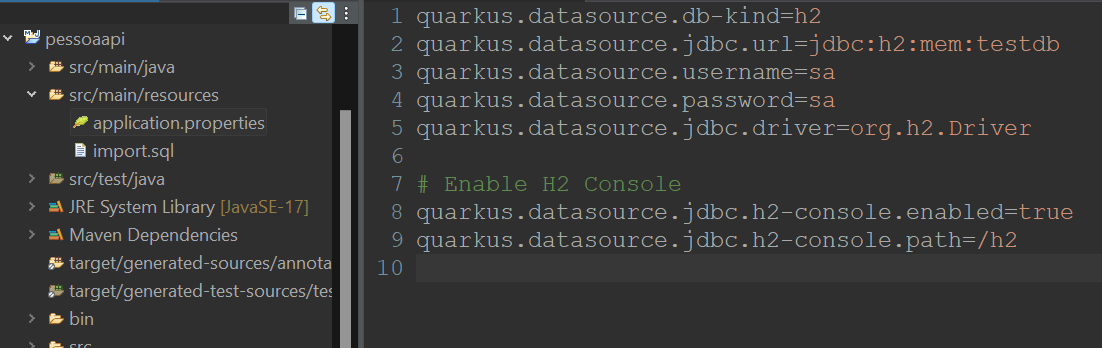 pessoaapi
src/main/java
src/main/resources
application.properties
import.sql
src/test/java
JRE System Library [JavaSE-17]
Maven Dependencies
target/generated-sources/annota
target/generated-test-sources/tes
bin
src
1 quarkus.datasource.db-kind=h2
2 quarkus.datasource.jdbc.url=jdbc:h2:mem:testdb
3 quarkus.datasource.username=sa
4 quarkus.datasource.password=sa
5 quarkus.datasource.jdbc.driver=org.h2.Driver
6
7 # Enable H2 Console
8 quarkus.datasource.jdbc.h2-console.enabled=true
9 quarkus.datasource.jdbc.h2-console.path=/h2
10